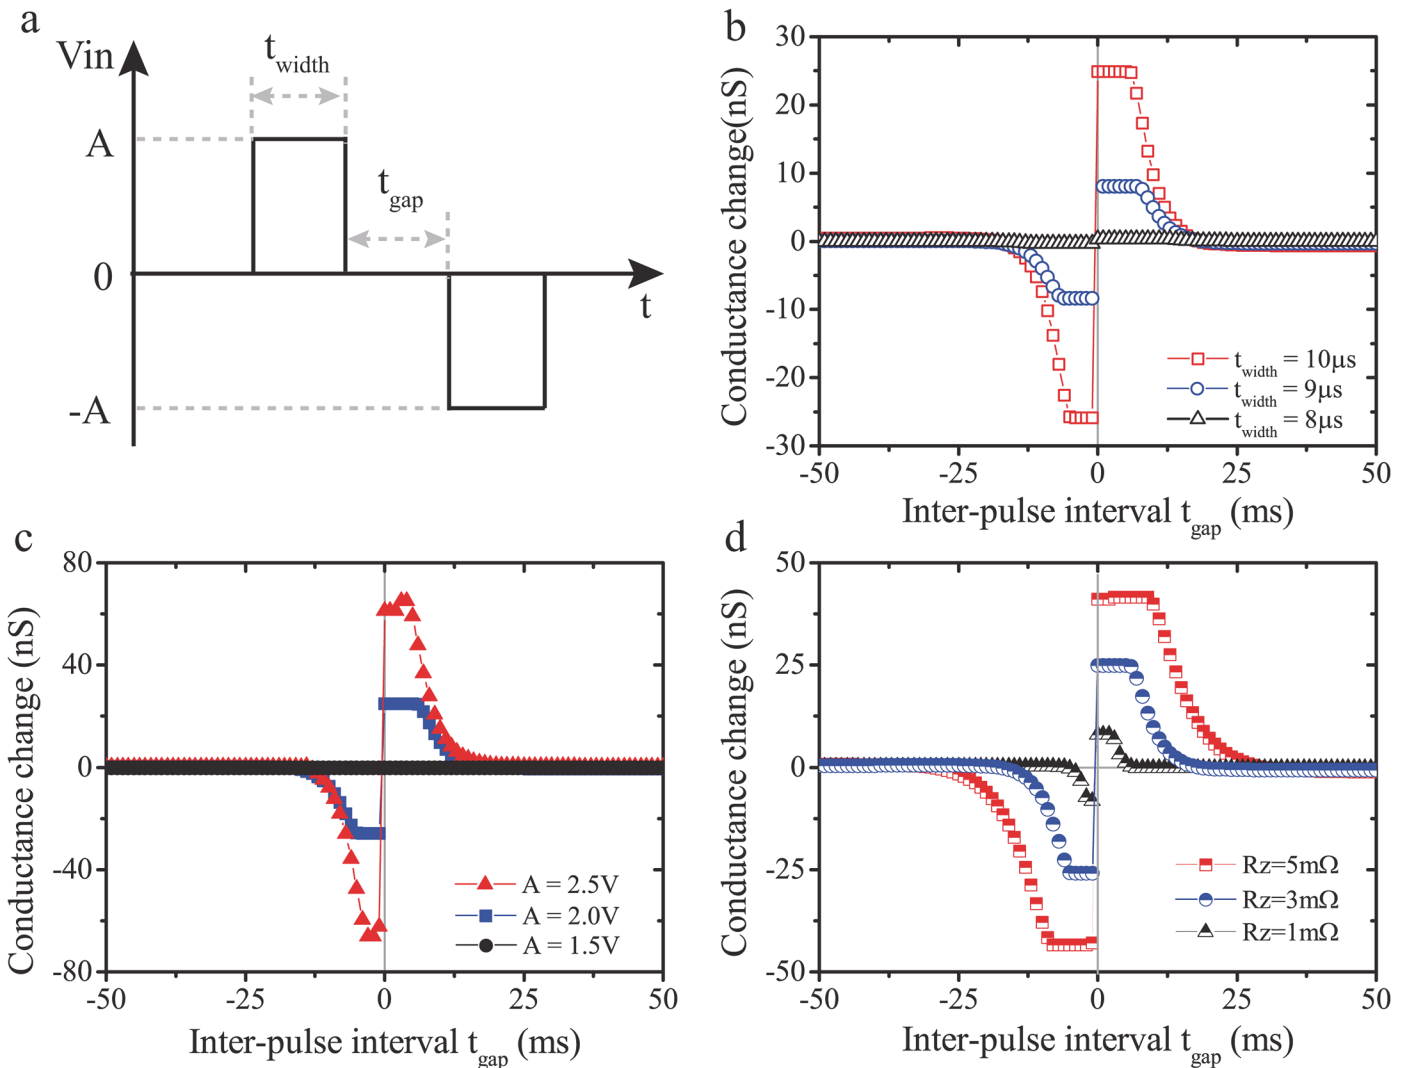 a
Vin
t width
A
t gap
0
t
-A
b
Conductance change(nS)
30
20
10
0
-10
-20
-30
t width = 10μs
t width = 9μs
t width = 8μs
-50 -25 0 25 50
Inter-pulse interval t gap (ms)
c
Conductance change (nS)
80
40
0
-40
-80
A = 2.5V
A = 2.0V
A = 1.5V
-50 -25 0 25 50
Inter-pulse interval t gap (ms)
d
Conductance change (nS)
50
25
0
-25
-50
Rz=5mΩ
Rz=3mΩ
Rz=1mΩ
-50 -25 0 25 50
Inter-pulse interval t gap (ms)